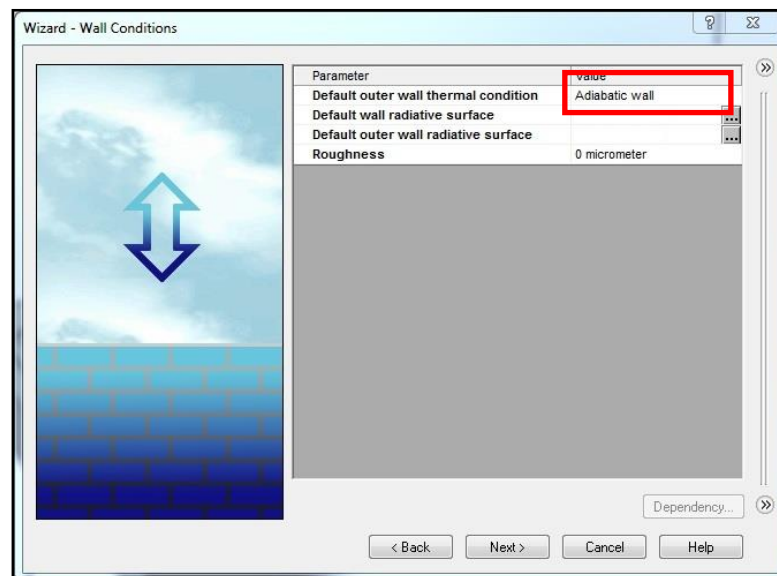 Wizard - Wall Conditions
?
Parameter Value
Default outer wall thermal condition Adiabatic wall
Default wall radiative surface ...
Default outer wall radiative surface ...
Roughness 0 micrometer
Dependency...
< Back Next > Cancel Help